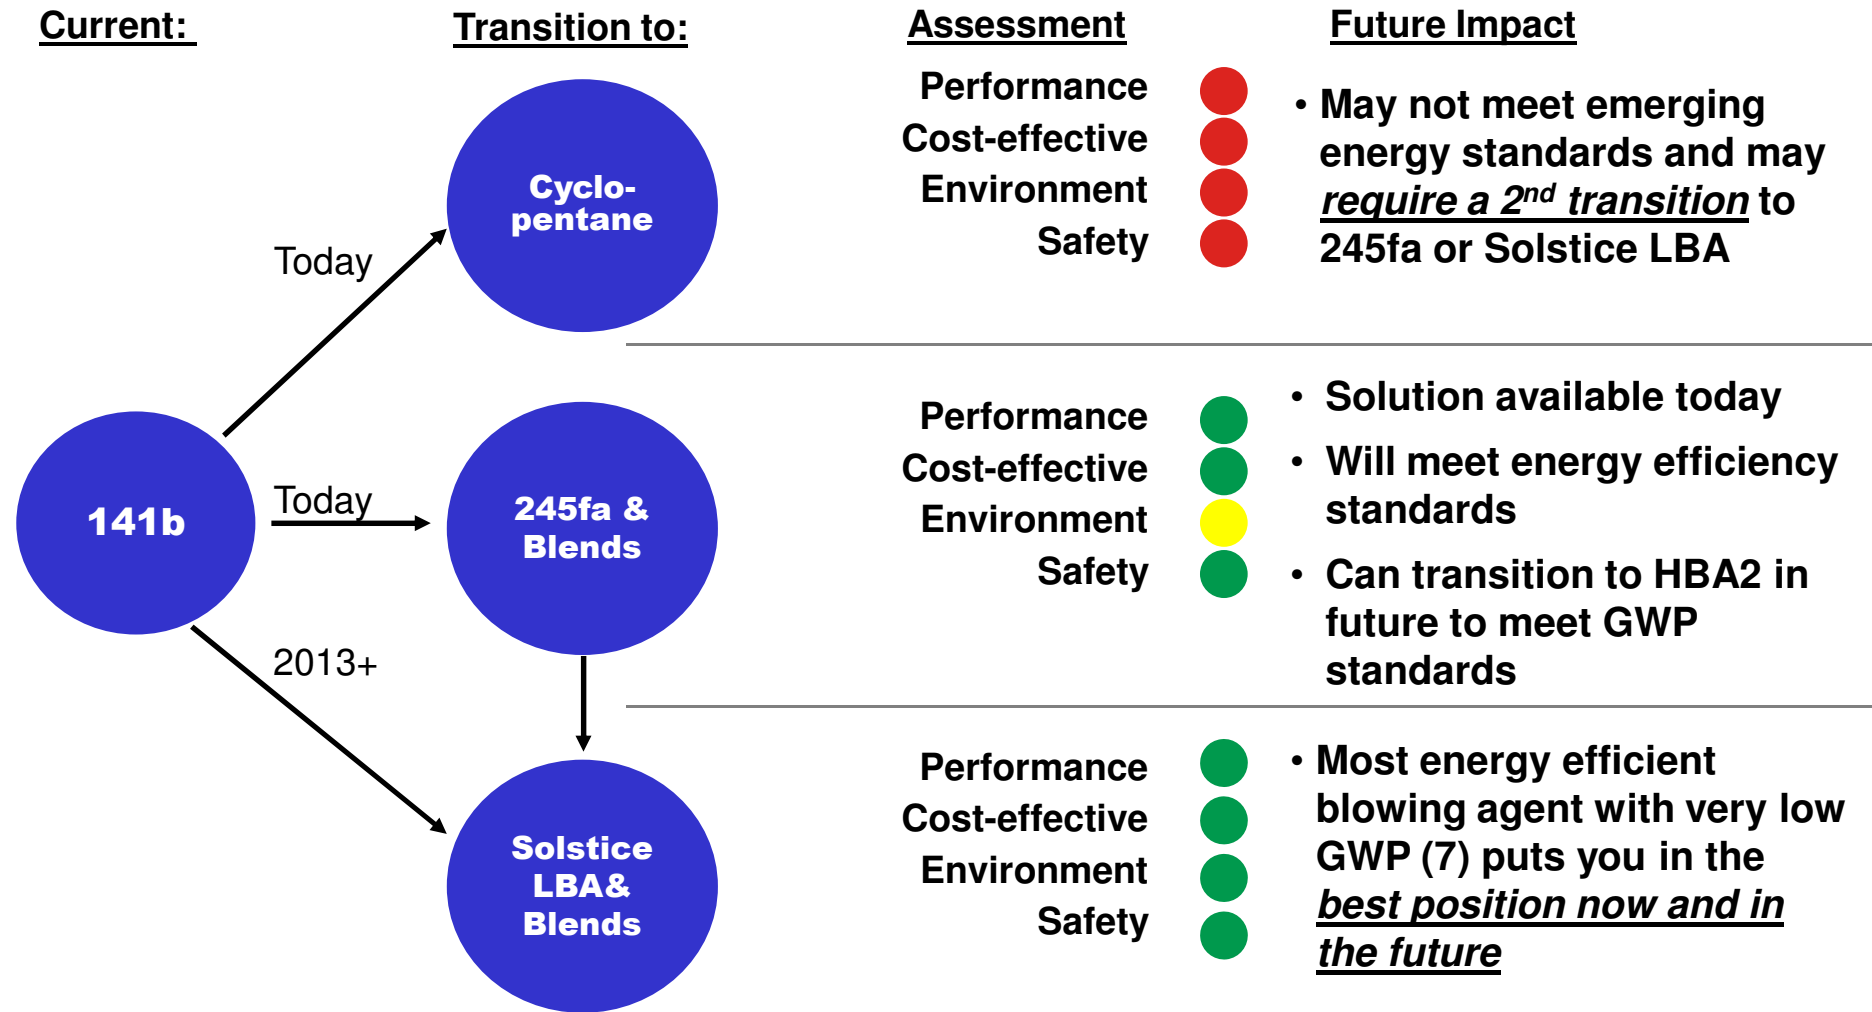 Current:
Transition to:
Assessment
Future Impact
141b
Today
Today
2013+
Cyclo-
pentane
Performance
Cost-effective
Environment
Safety
• May not meet emerging
energy standards and may
require a 2nd transition to
245fa or Solstice LBA
245fa &
Blends
Performance
Cost-effective
Environment
Safety
• Solution available today
• Will meet energy efficiency
standards
• Can transition to HBA2 in
future to meet GWP
standards
Solstice
LBA&
Blends
Performance
Cost-effective
Environment
Safety
• Most energy efficient
blowing agent with very low
GWP (7) puts you in the
best position now and in
the future